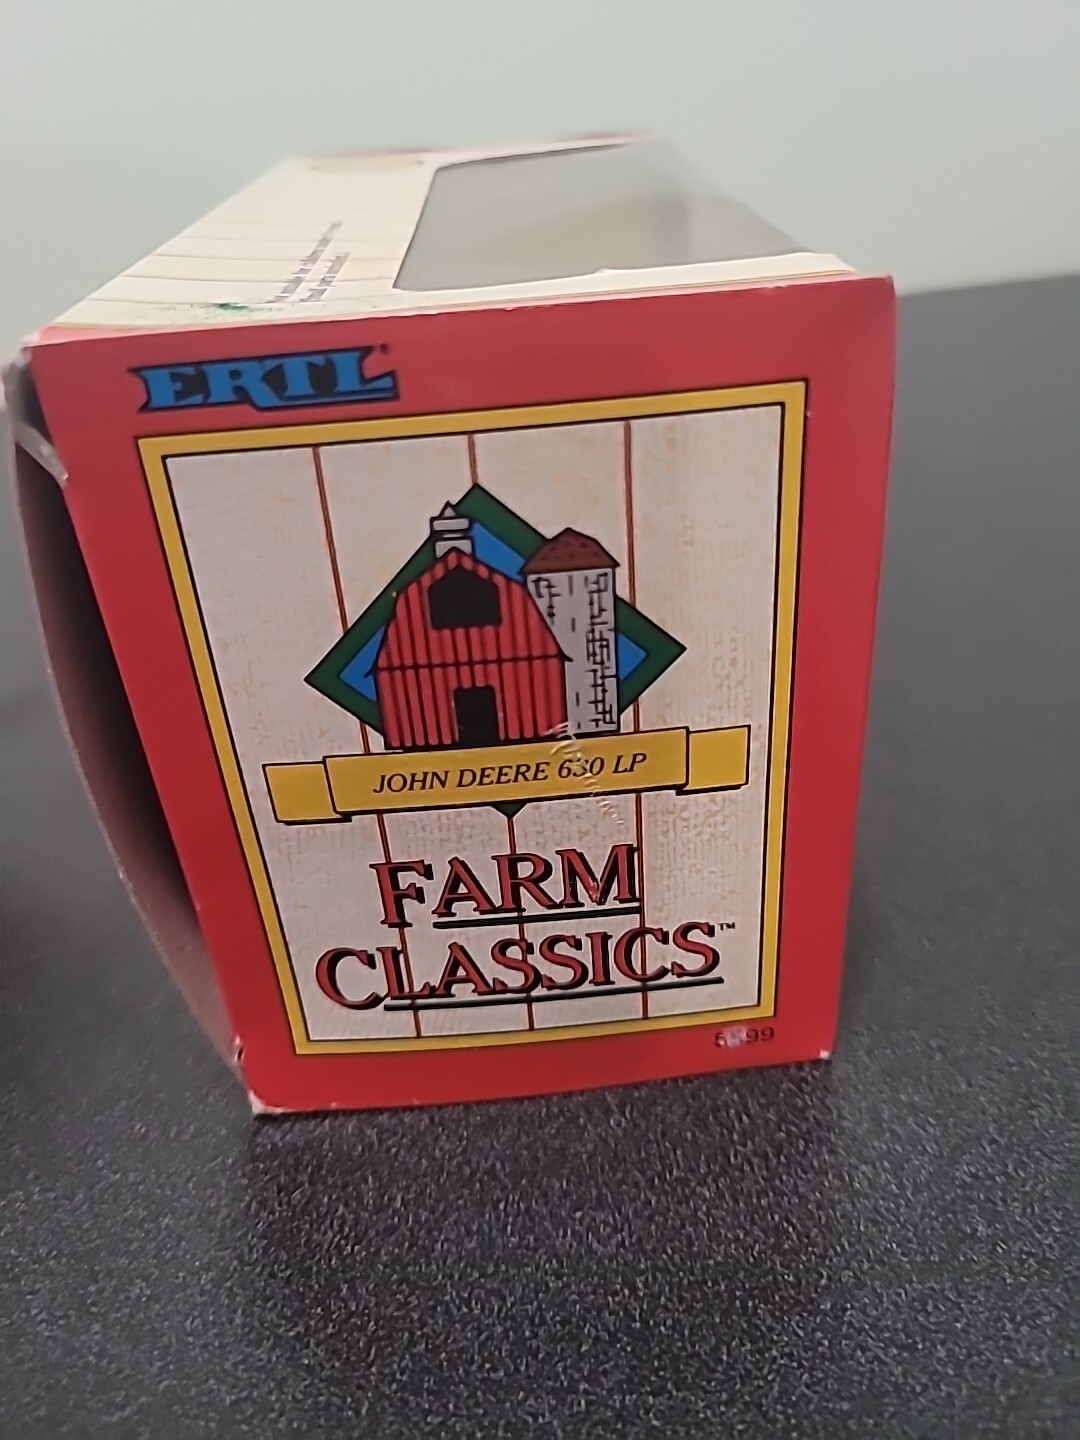 ERTL®
JOHN DEERE 630 LP
FARM
CLASSICS™